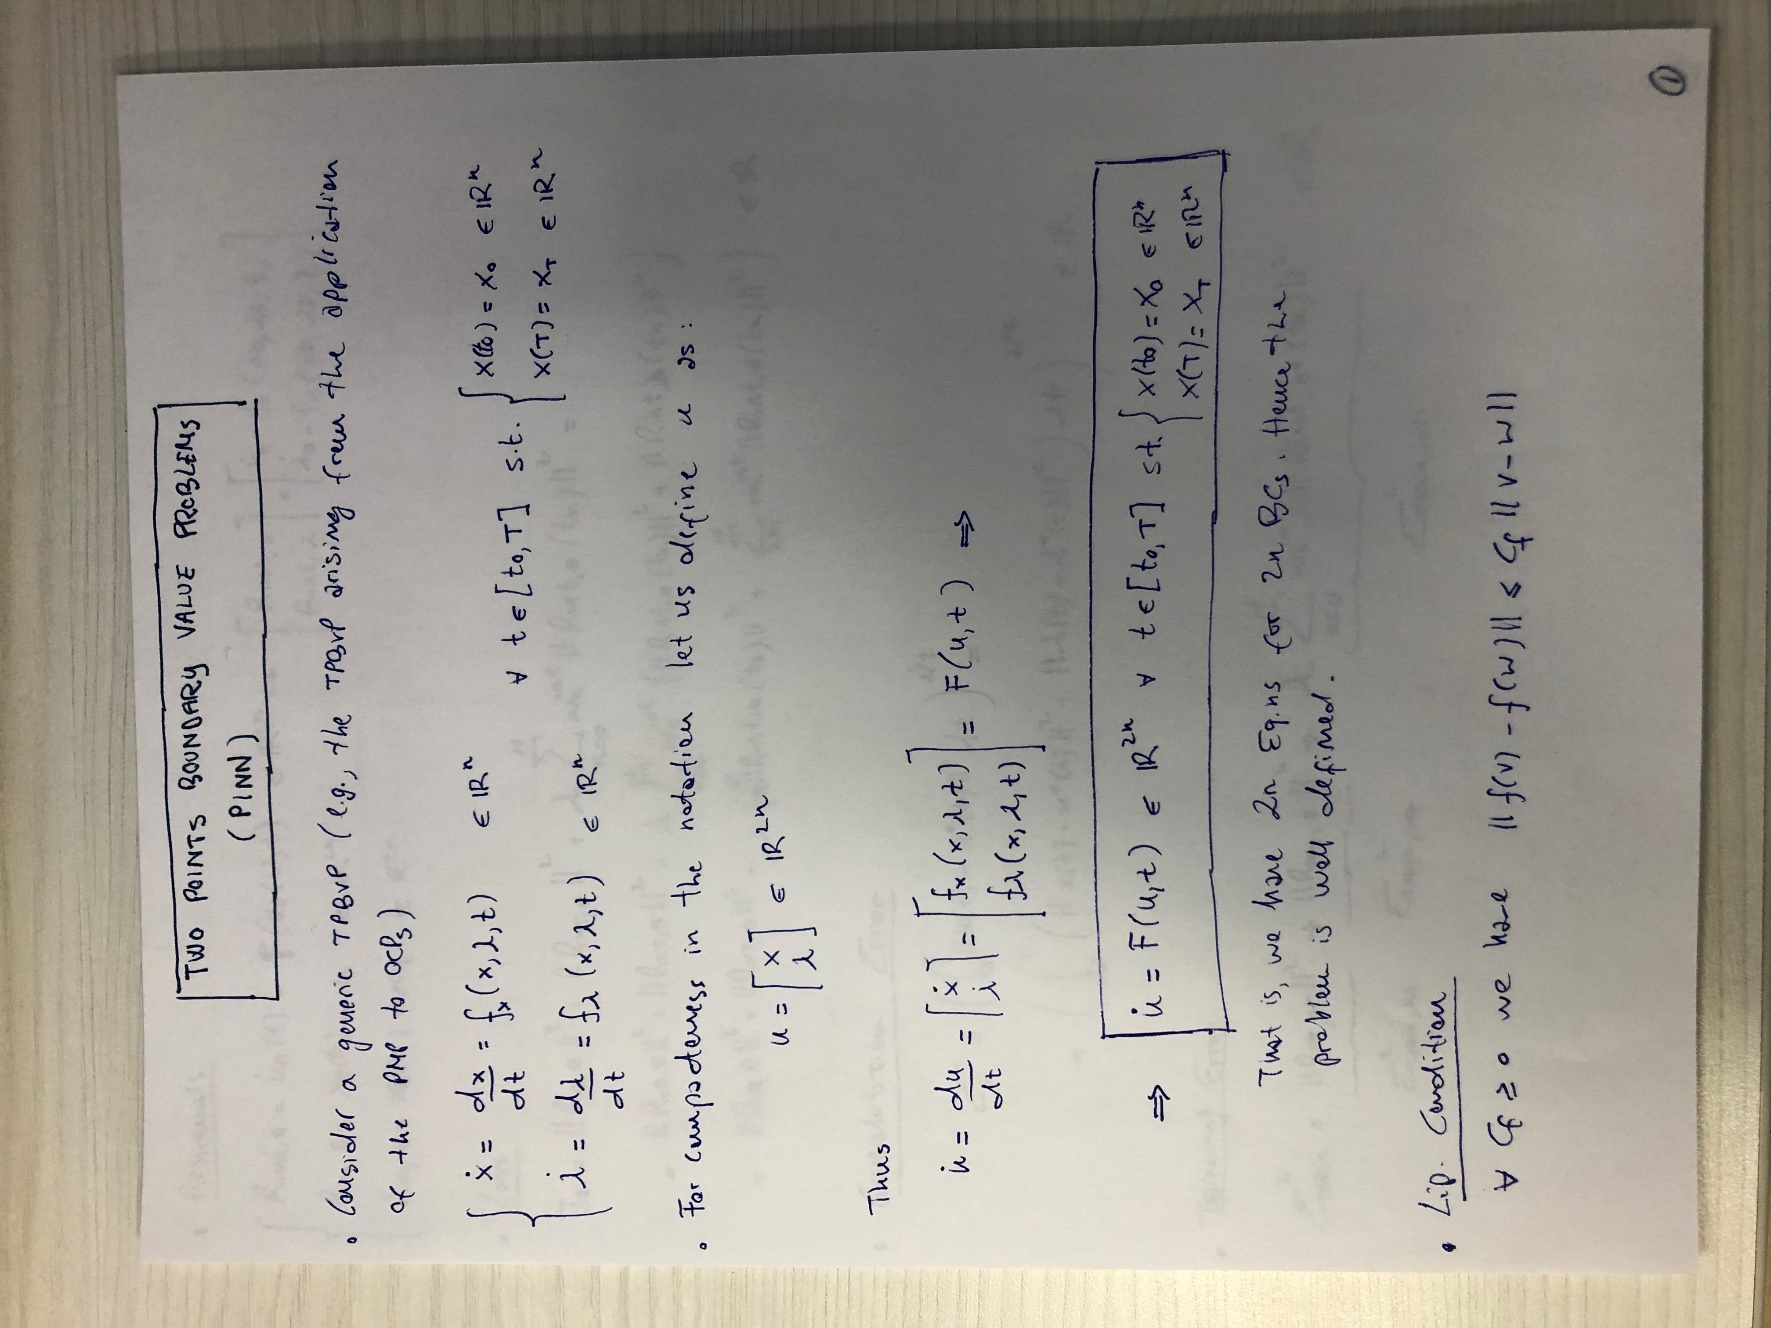 TWO POINTS BOUNDARY VALUE PROBLEMS
(PINN)
• Consider a generic TPBVP (e.g., the TPBVP arising from the application
of the PMP to OCPs)
ẋ = dx/dt = fx(x,λ,t) ∈ ℝⁿ
∀ t∈[t₀,T] s.t. { x(t₀) = x₀ ∈ ℝⁿ
x(T) = x_T ∈ ℝⁿ
λ̇ = dλ/dt = fλ(x,λ,t) ∈ ℝⁿ
• For compactness in the notation let us define u as:
u = [x λ] ∈ ℝ²ⁿ
Thus
u̇ = du/dt = [ẋ λ̇] = [fx(x,λ,t) fλ(x,λ,t)] = F(u,t) ⇒
⇒ u̇ = F(u,t) ∈ ℝ²ⁿ ∀ t∈[t₀,T] s.t. { x(t₀) = x₀ ∈ ℝⁿ
x(T) = x_T ∈ ℝⁿ
That is, we have 2n Eq.ns for 2n BCs. Hence the
problem is well defined.
• Lip. Condition
∀ Cf ≥ 0 we have ||f(v) - f(w)|| ≤ Cf ||v-w||
1